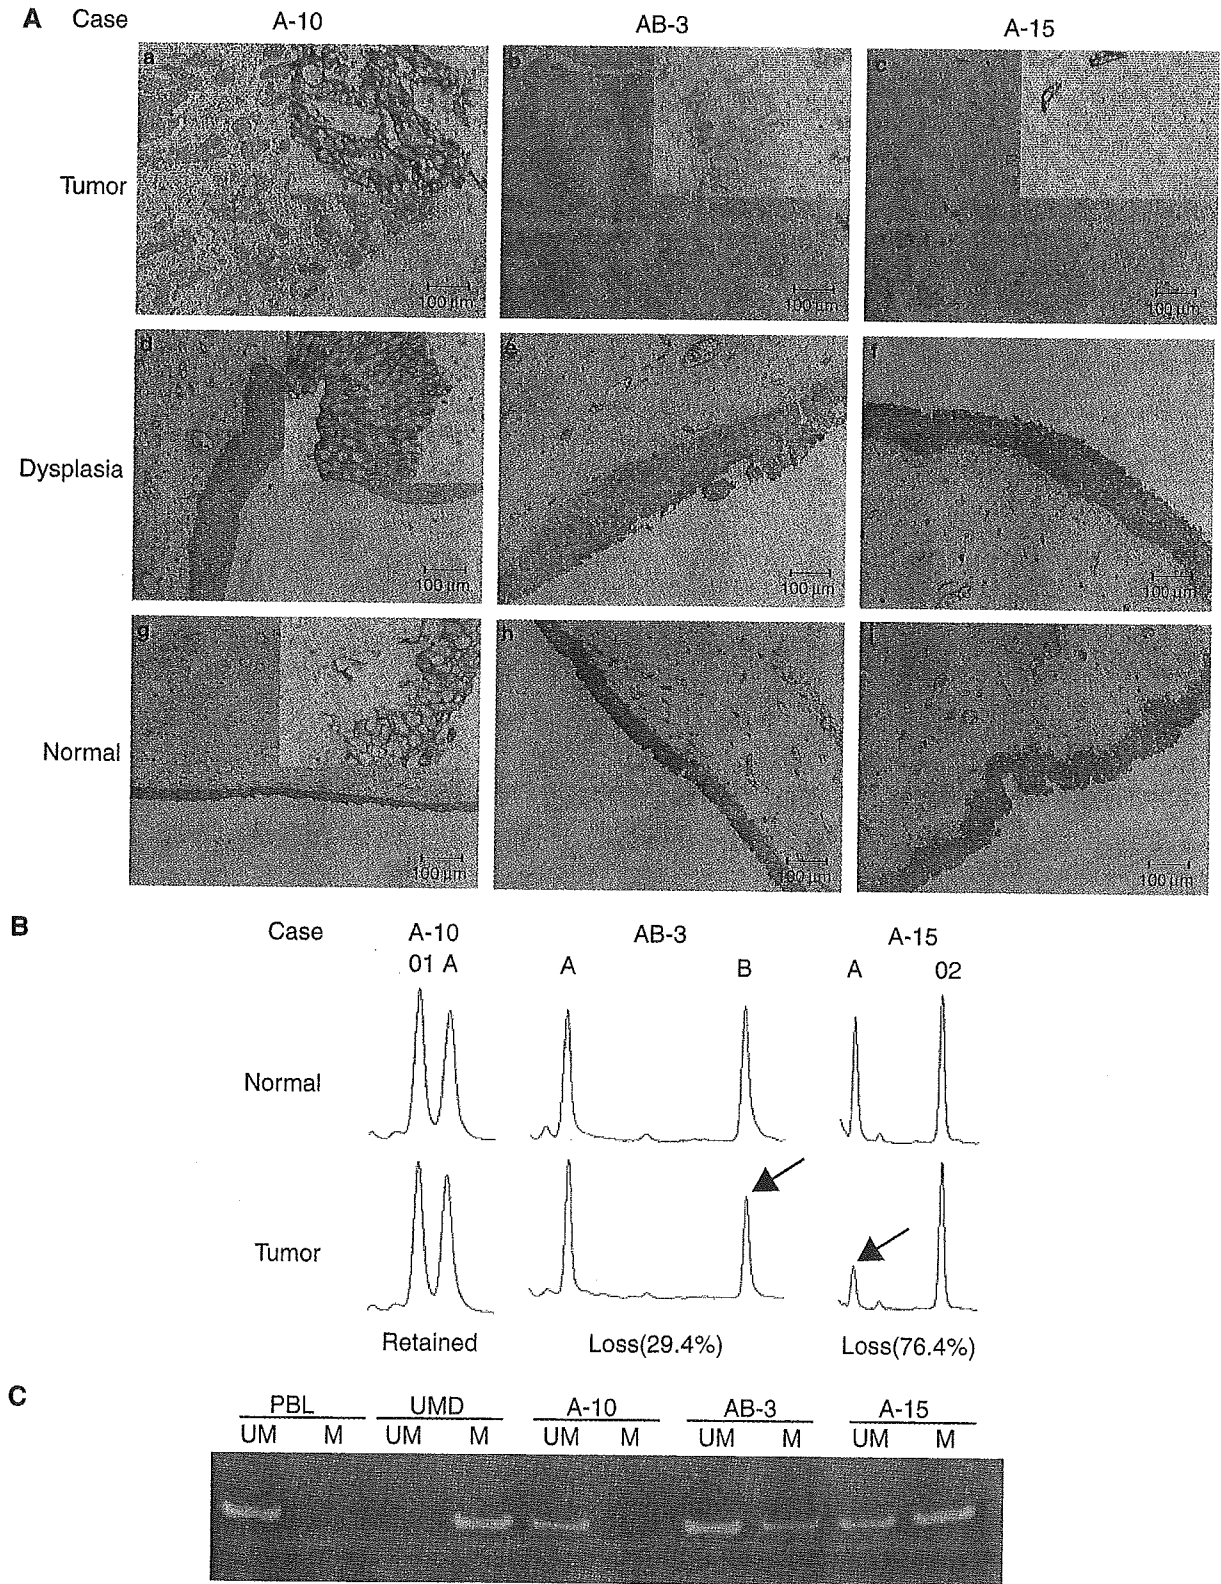 A Case A-10 AB-3 A-15
a b c
Tumor
100 µm 100 µm 100 µm
d e f
Dysplasia
100 µm 100 µm 100 µm
g h i
Normal
100 µm 100 µm 100 µm
B Case A-10 AB-3 A-15
01 A A B A 02
Normal
Tumor
Retained Loss(29.4%) Loss(76.4%)
C PBL UMD A-10 AB-3 A-15
UM M UM M UM M UM M UM M